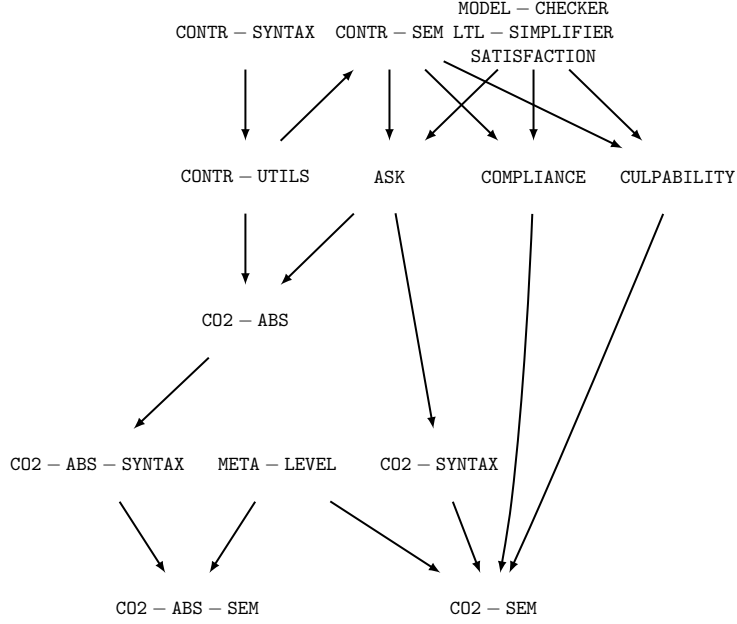 MODEL – CHECKER
CONTR – SYNTAX CONTR – SEM LTL – SIMPLIFIER
SATISFACTION
CONTR – UTILS ASK COMPLIANCE CULPABILITY
CO2 – ABS
CO2 – ABS – SYNTAX META – LEVEL CO2 – SYNTAX
CO2 – ABS – SEM CO2 – SEM